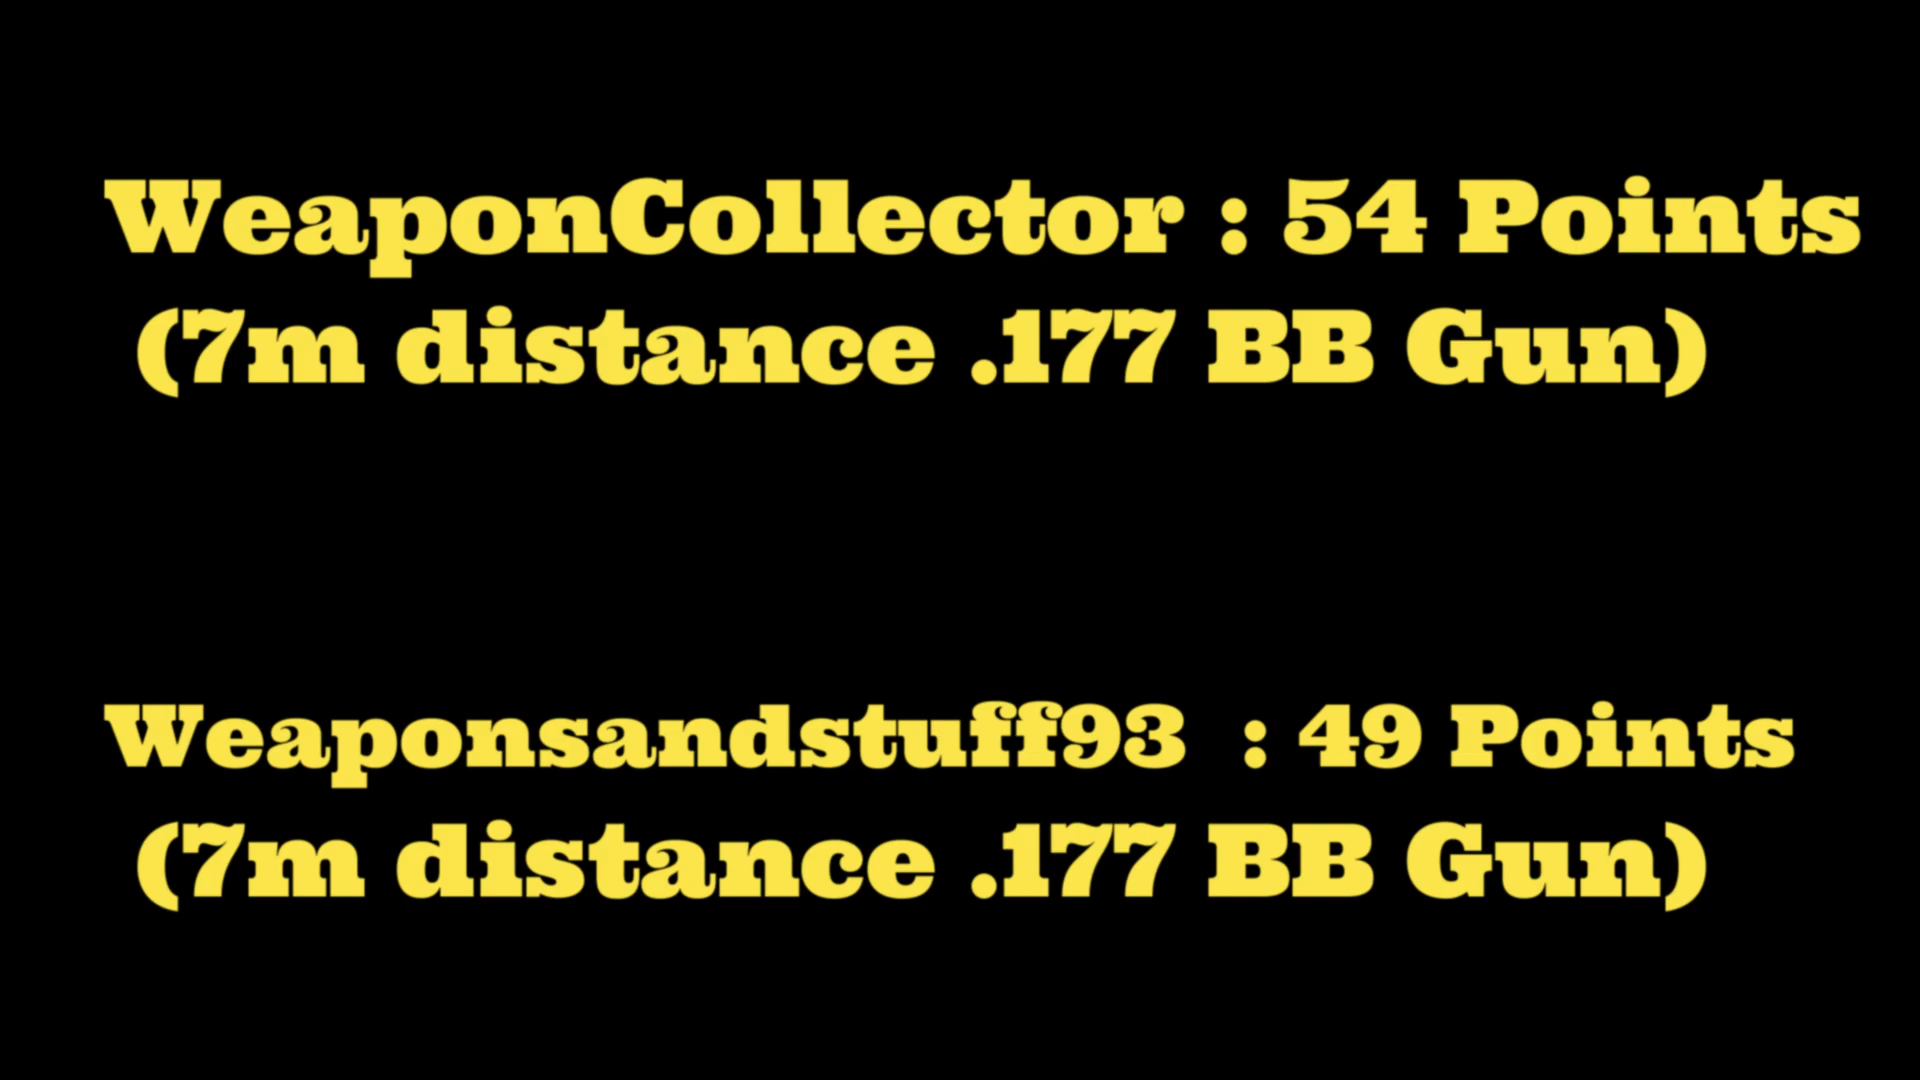 WeaponCollector : 54 Points
(7m distance .177 BB Gun)
Weaponsandstuff93 : 49 Points
(7m distance .177 BB Gun)